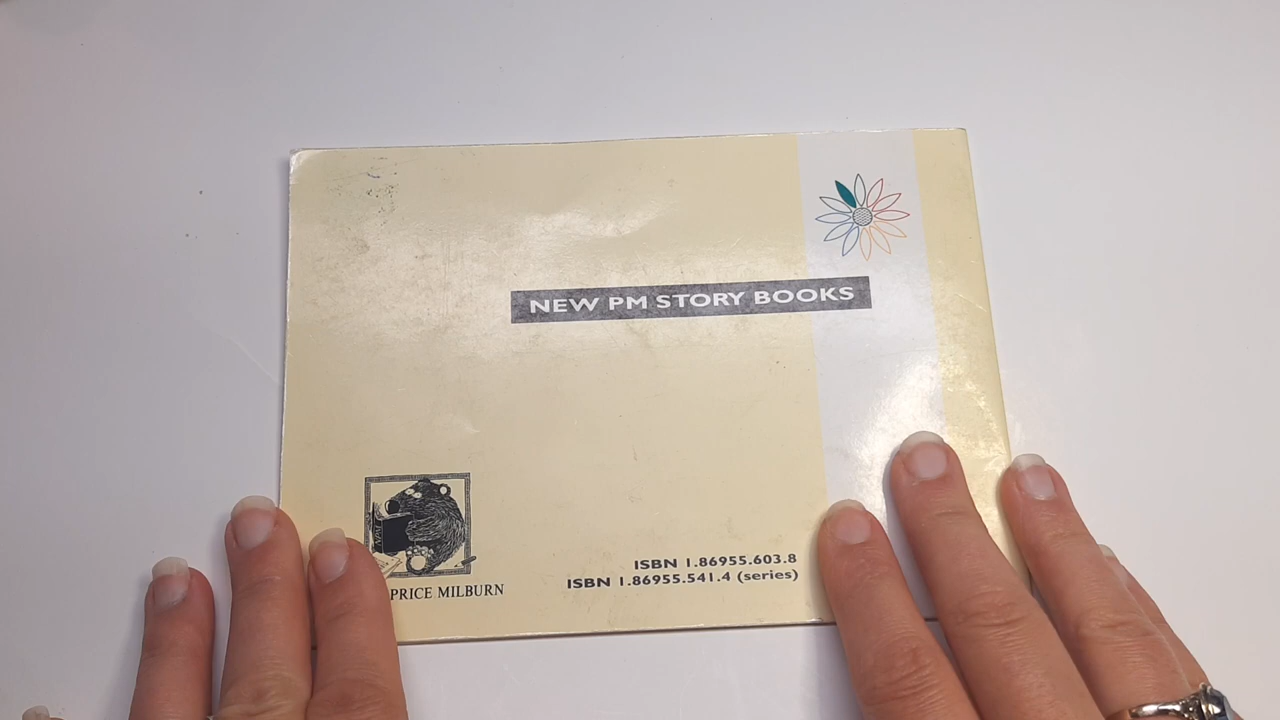 NEW PM STORY BOOKS
ISBN 1.86955.603.8
ISBN 1.86955.541.4 (series)
PRICE MILBURN